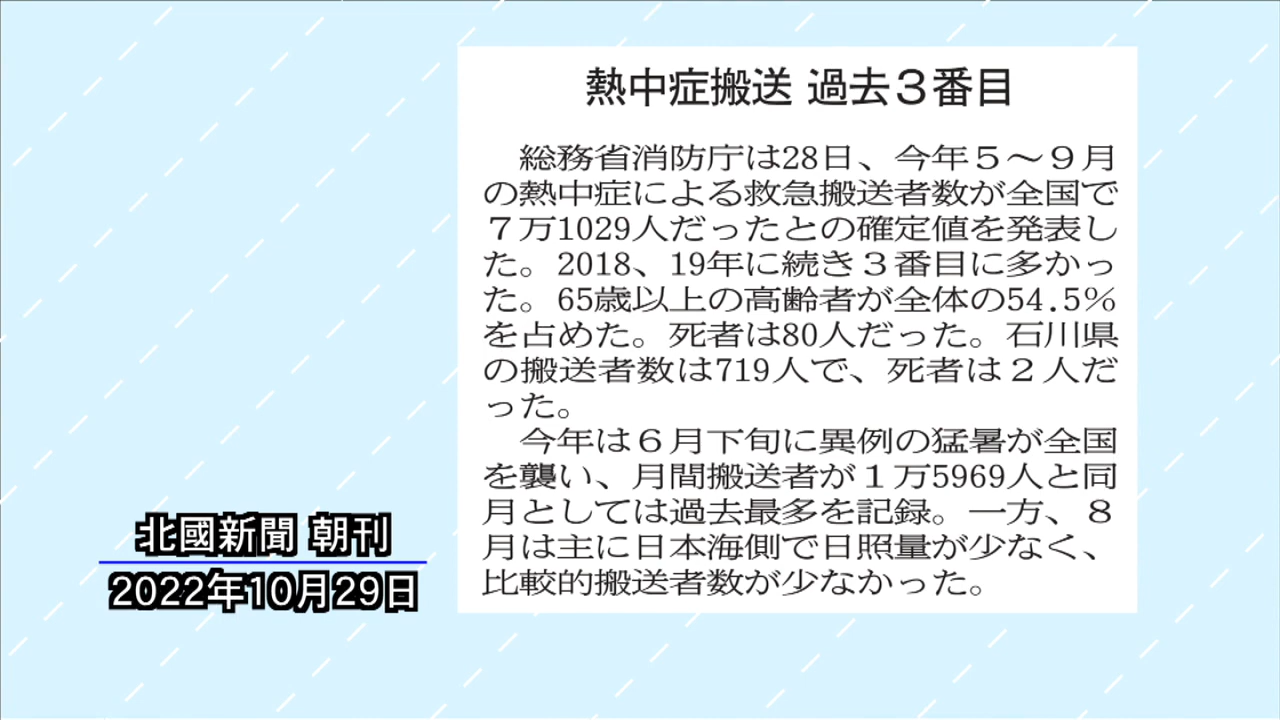 熱中症搬送 過去３番目
　総務省消防庁は28日、今年５～９月
の熱中症による救急搬送者数が全国で
７万1029人だったとの確定値を発表し
た。2018、19年に続き３番目に多かっ
た。65歳以上の高齢者が全体の54.5％
を占めた。死者は80人だった。石川県
の搬送者数は719人で、死者は２人だ
った。
　今年は６月下旬に異例の猛暑が全国
を襲い、月間搬送者が１万5969人と同
月としては過去最多を記録。一方、８
月は主に日本海側で日照量が少なく、
比較的搬送者数が少なかった。
北國新聞 朝刊
2022年10月29日